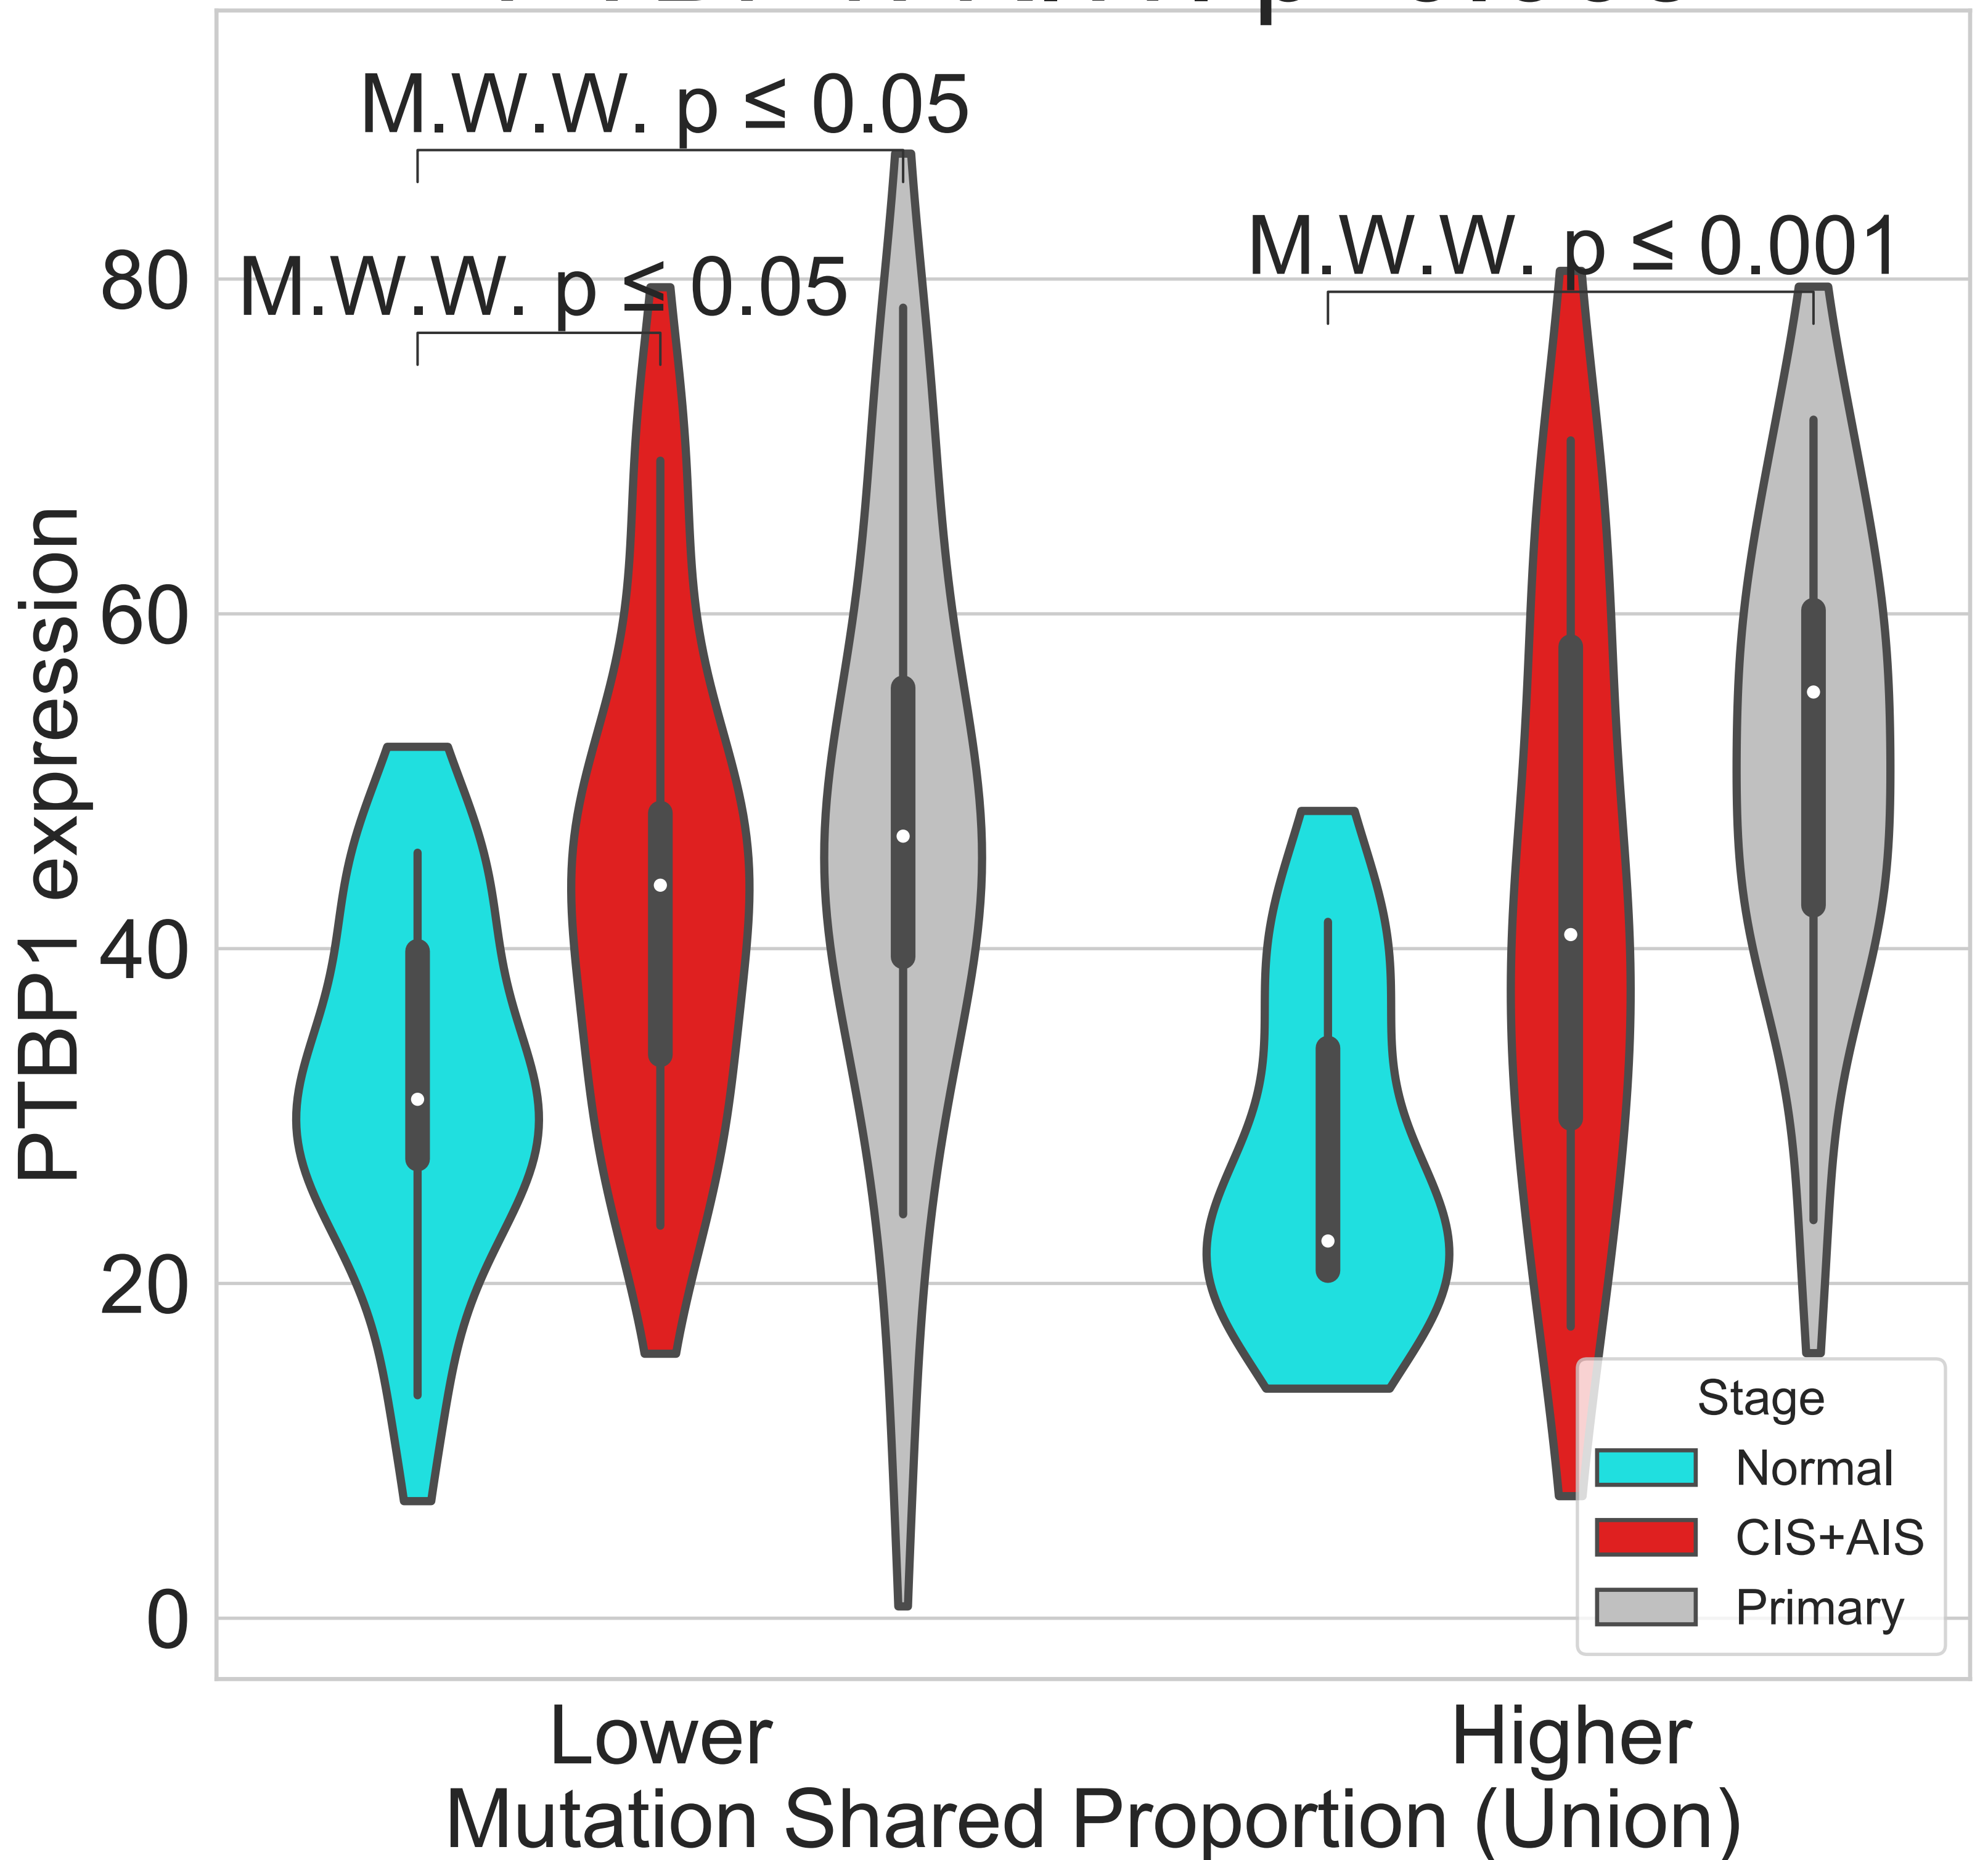 M.W.W. p ≤ 0.05
M.W.W. p ≤ 0.05
M.W.W. p ≤ 0.001
PTBP1 expression
80
60
40
20
0
Stage
Normal
CIS+AIS
Primary
Lower
Higher
Mutation Shared Proportion (Union)